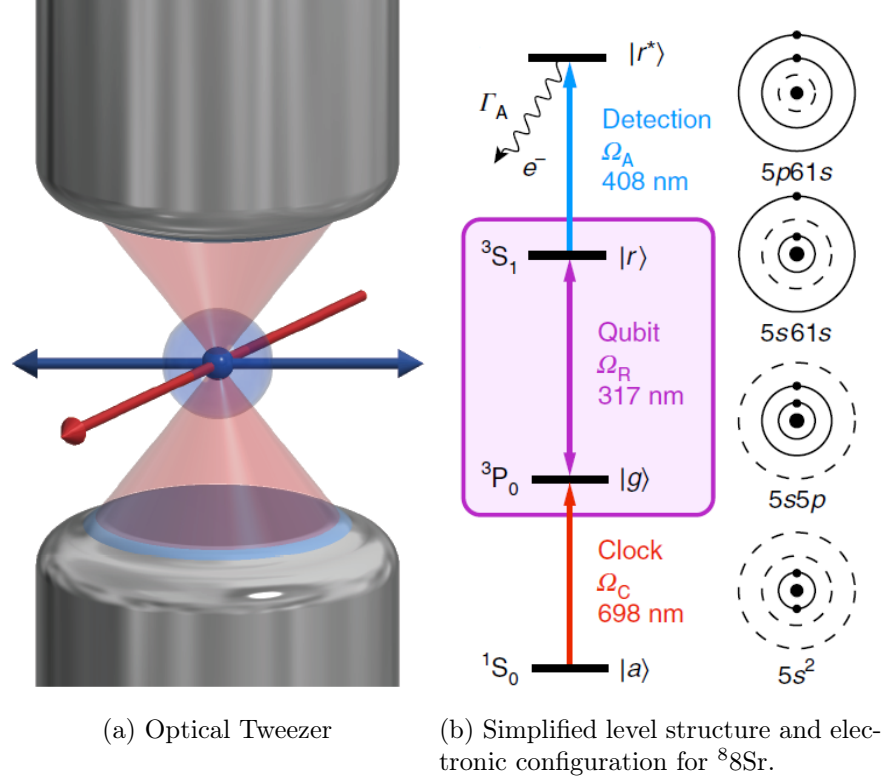 |r*⟩
Γ_A
e⁻
Detection
Ω_A
408 nm
5p61s
³S₁
|r⟩
Qubit
Ω_R
317 nm
5s61s
³P₀
|g⟩
5s5p
Clock
Ω_C
698 nm
¹S₀
|a⟩
5s²
(a) Optical Tweezer
(b) Simplified level structure and elec-
tronic configuration for ⁸8Sr.